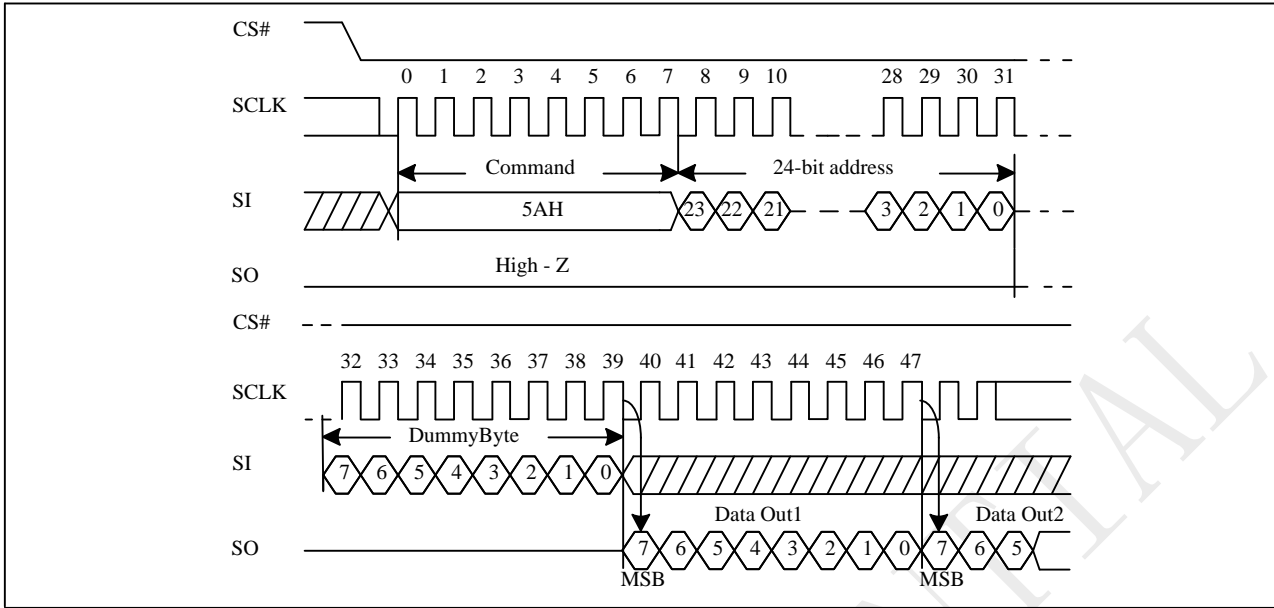 CS#
0 1 2 3 4 5 6 7 8 9 10 28 29 30 31
SCLK
Command 24-bit address
SI 5AH 23 22 21 3 2 1 0
High - Z
SO
CS#
32 33 34 35 36 37 38 39 40 41 42 43 44 45 46 47
SCLK
DummyByte
SI 7 6 5 4 3 2 1 0
Data Out1 Data Out2
SO 7 6 5 4 3 2 1 0 7 6 5
MSB MSB